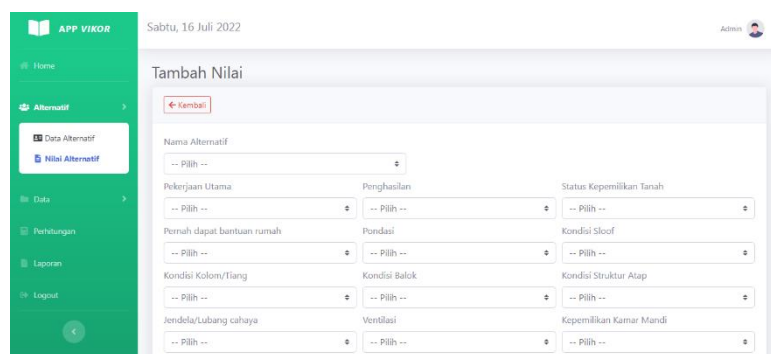 APP VIKOR
Sabtu, 16 Juli 2022
Admin
Home
Alternatif
Data Alternatif
Nilai Alternatif
Data
Perhitungan
Laporan
Logout
Tambah Nilai
← Kembali
Nama Alternatif
-- Pilih --
Pekerjaan Utama Penghasilan Status Kepemilikan Tanah
-- Pilih -- -- Pilih -- -- Pilih --
Pernah dapat bantuan rumah Pondasi Kondisi Sloof
-- Pilih -- -- Pilih -- -- Pilih --
Kondisi Kolom/Tiang Kondisi Balok Kondisi Struktur Atap
-- Pilih -- -- Pilih -- -- Pilih --
Jendela/Lubang cahaya Ventilasi Kepemilikan Kamar Mandi
-- Pilih -- -- Pilih -- -- Pilih --